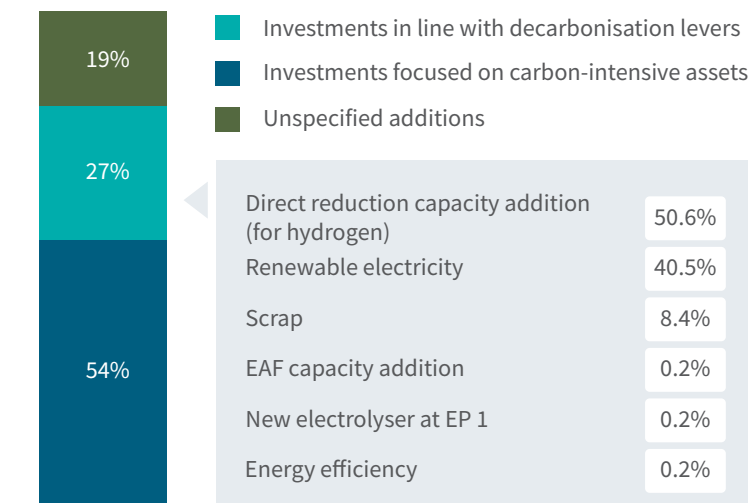 19%
27%
54%
Investments in line with decarbonisation levers
Investments focused on carbon-intensive assets
Unspecified additions
Direct reduction capacity addition
(for hydrogen)
50.6%
Renewable electricity 40.5%
Scrap 8.4%
EAF capacity addition 0.2%
New electrolyser at EP 1 0.2%
Energy efficiency 0.2%